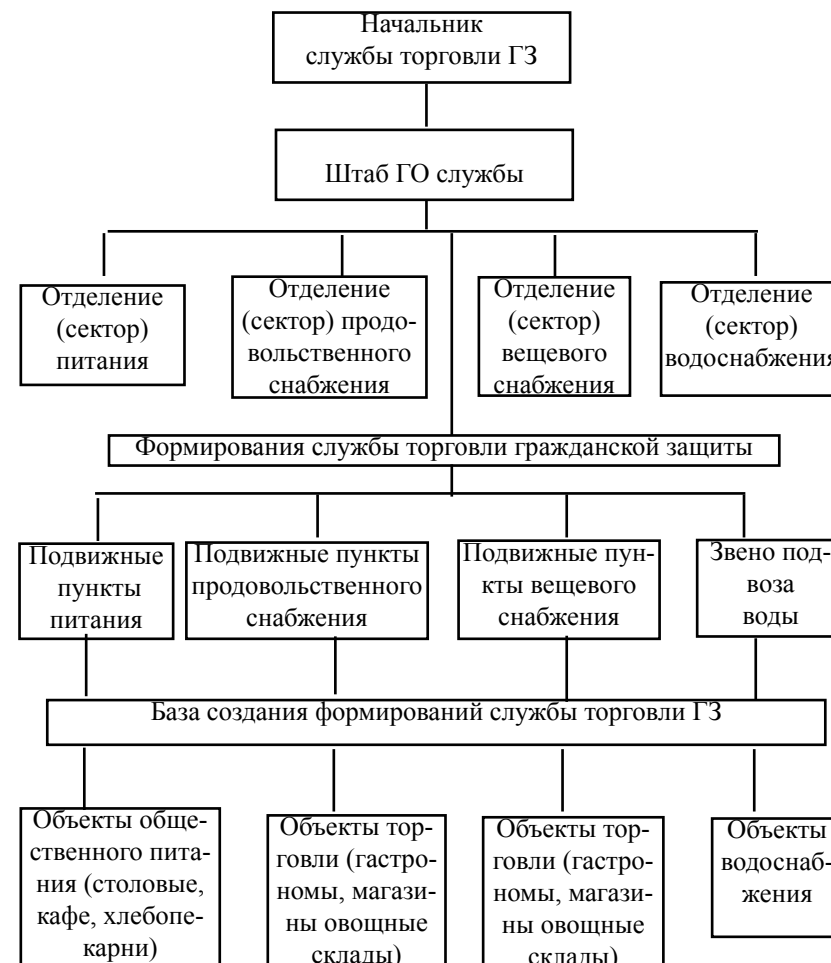 Начальник
службы торговли ГЗ
Штаб ГО службы
Отделение
(сектор)
питания
Отделение
(сектор) продо-
вольственного
снабжения
Отделение
(сектор)
вещевого
снабжения
Отделение
(сектор)
водоснабжения
Формирования службы торговли гражданской защиты
Подвижные
пункты
питания
Подвижные пункты
продовольственного
снабжения
Подвижные пун-
кты вещевого
снабжения
Звено под-
воза
воды
База создания формирований службы торговли ГЗ
Объекты обще-
ственного пита-
ния (столовые,
кафе, хлебопе-
карни)
Объекты тор-
говли (гастро-
номы, магази-
ны овощные
склады)
Объекты тор-
говли (гастро-
номы, магази-
ны овощные
склады)
Объекты
водоснаб-
жения